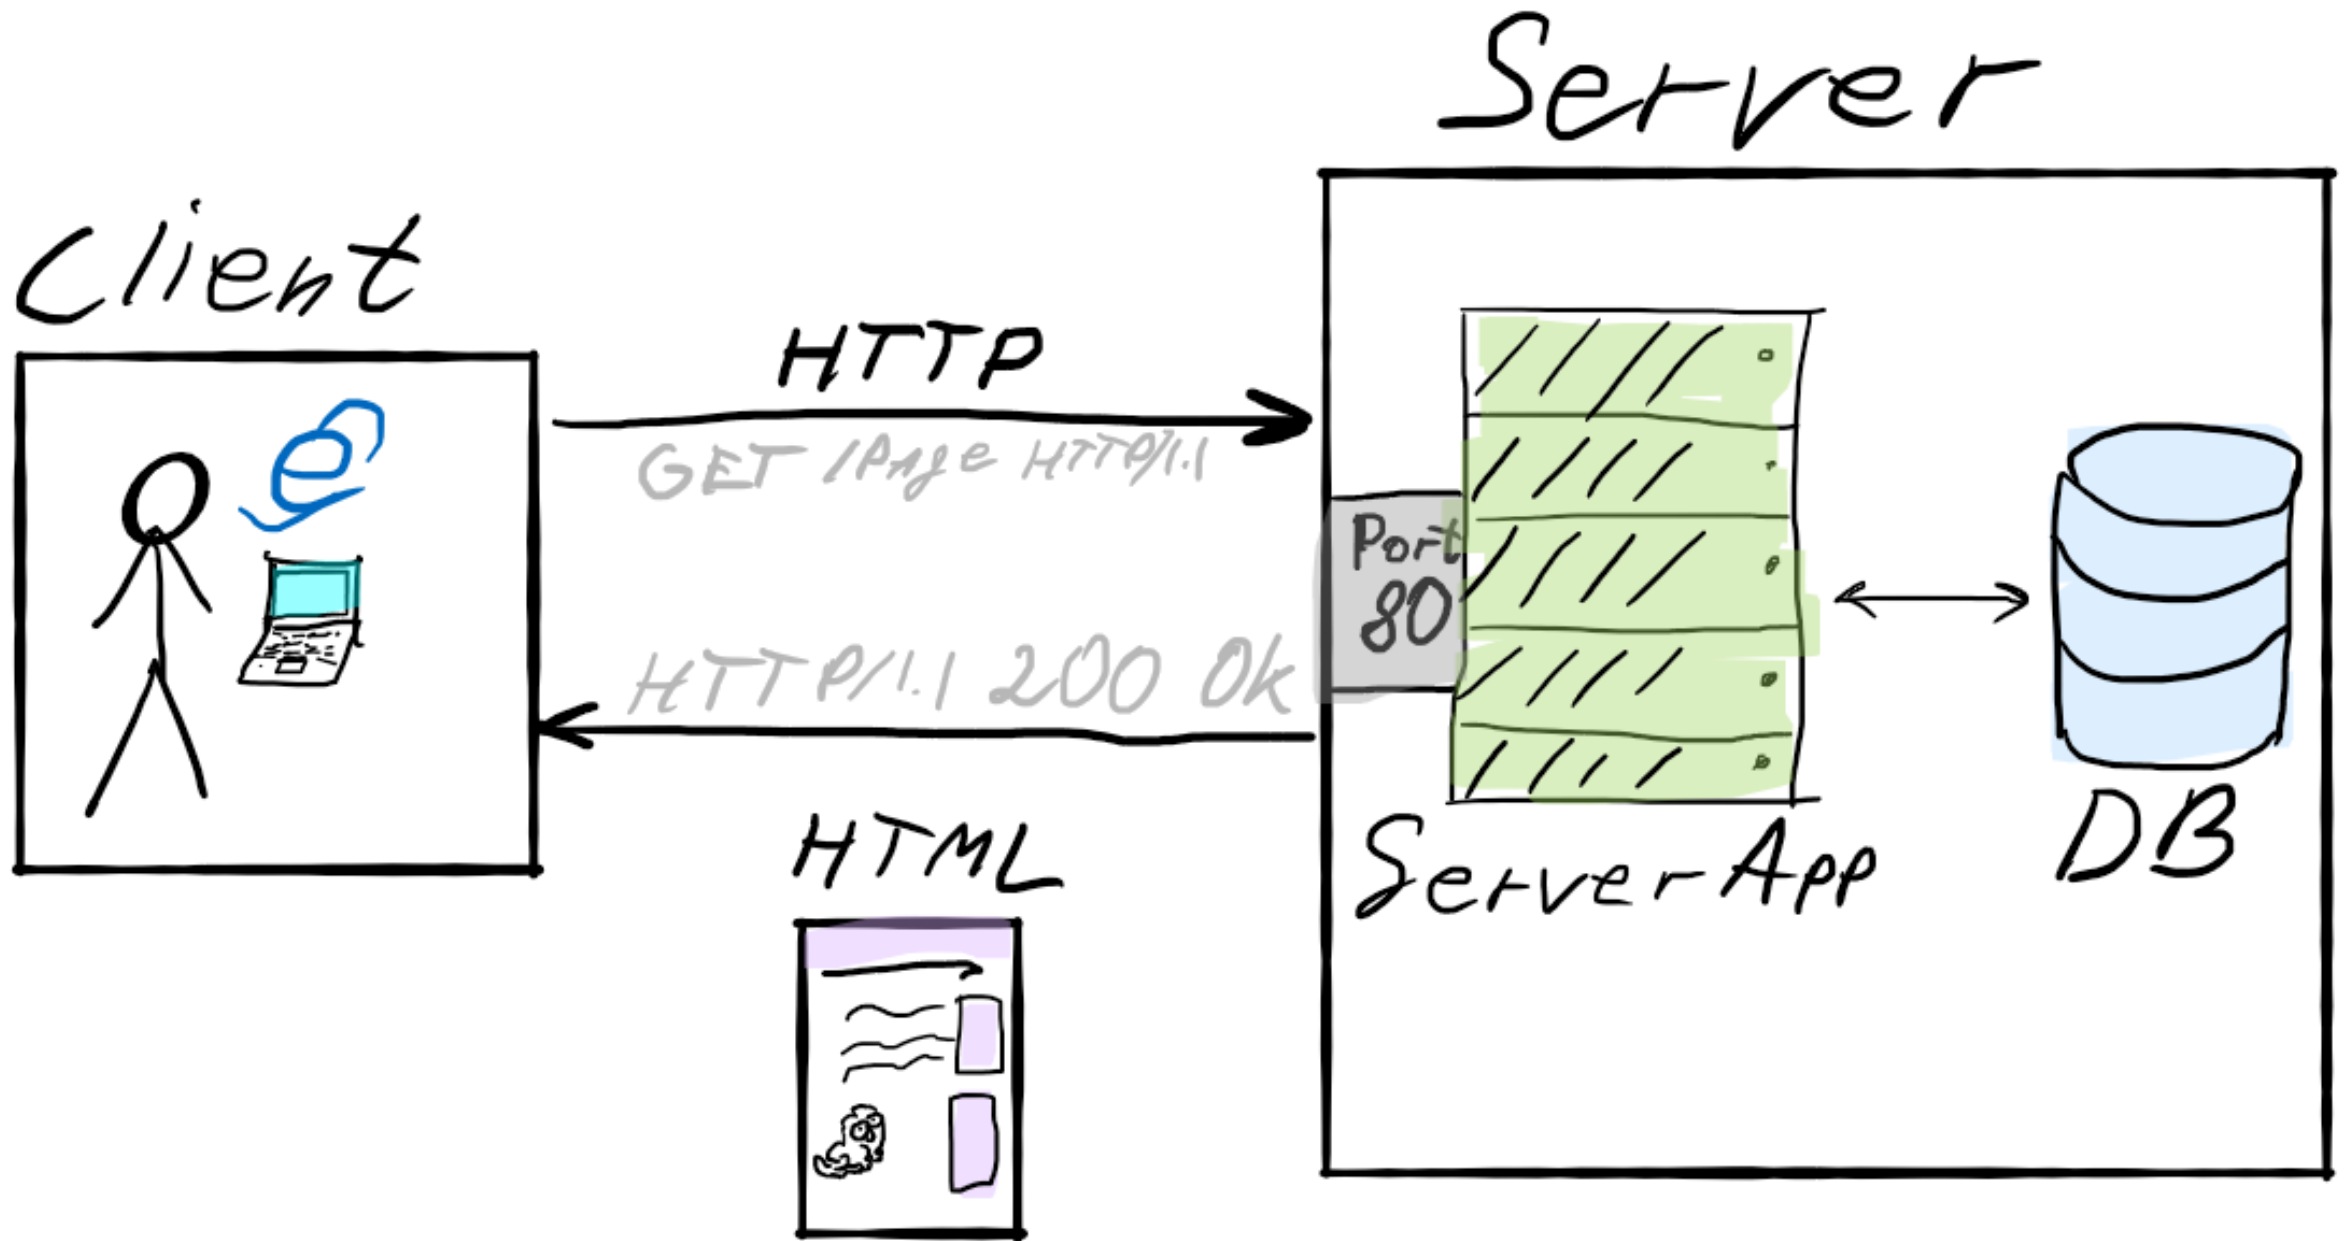 Server
Client
HTTP
GET /Page HTTP/1.1
Port
80
HTTP/1.1 200 Ok
HTML
ServerApp
DB